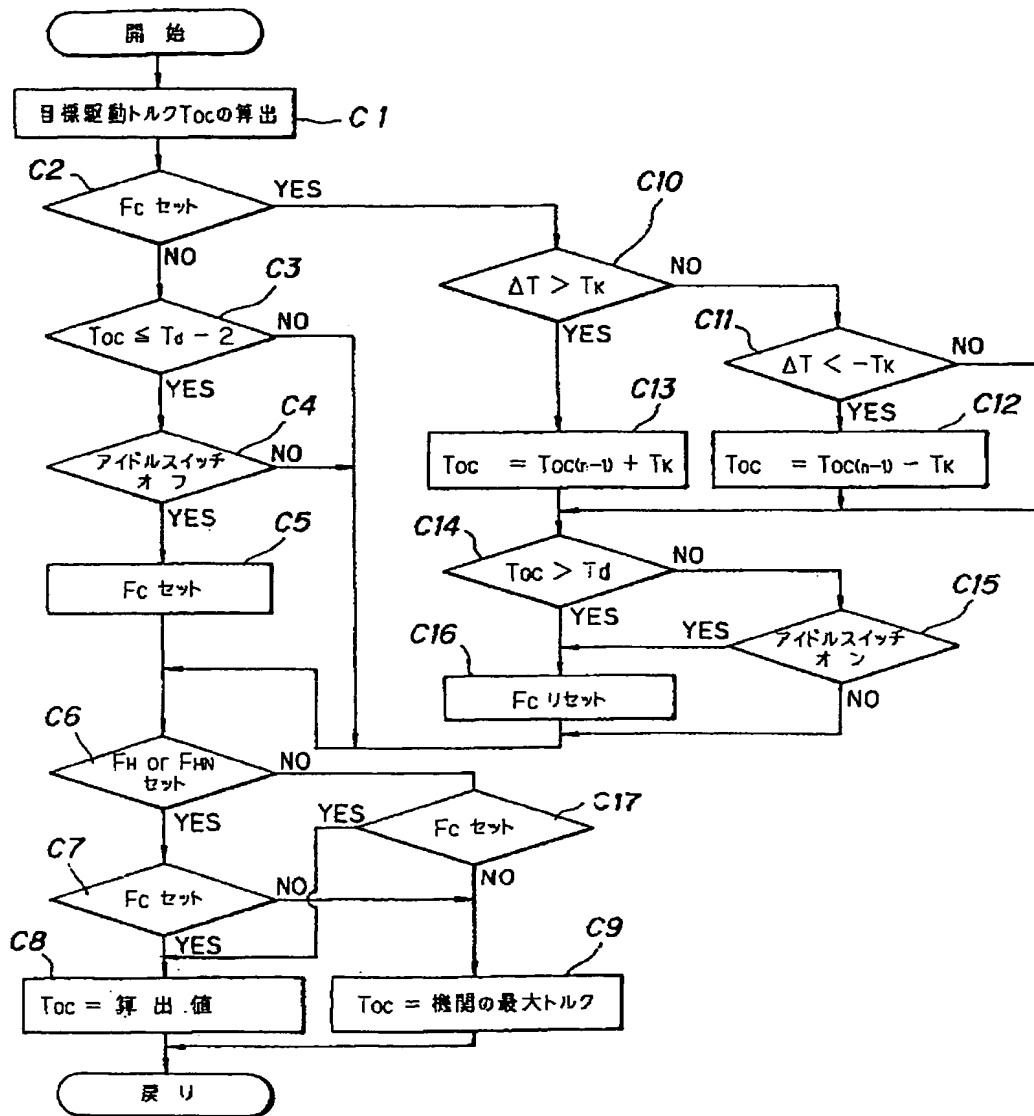 開始
目標駆動トルクTocの算出
C1
C2
Fc セット
YES
NO
C10
ΔT > TK
NO
YES
C3
Toc ≦ Td − 2
NO
YES
C11
ΔT < −TK
NO
YES
C4
アイドルスイッチ
オフ
NO
YES
C13
Toc = Toc(n−1) + TK
C12
Toc = Toc(n−1) − TK
C5
Fc セット
C14
Toc > Td
NO
YES
C15
アイドルスイッチ
オン
YES
NO
C16
Fc リセット
C6
FH or FHN
セット
NO
YES
C17
Fc セット
YES
NO
C7
Fc セット
NO
YES
C8
Toc = 算出値
C9
Toc = 機関の最大トルク
戻り